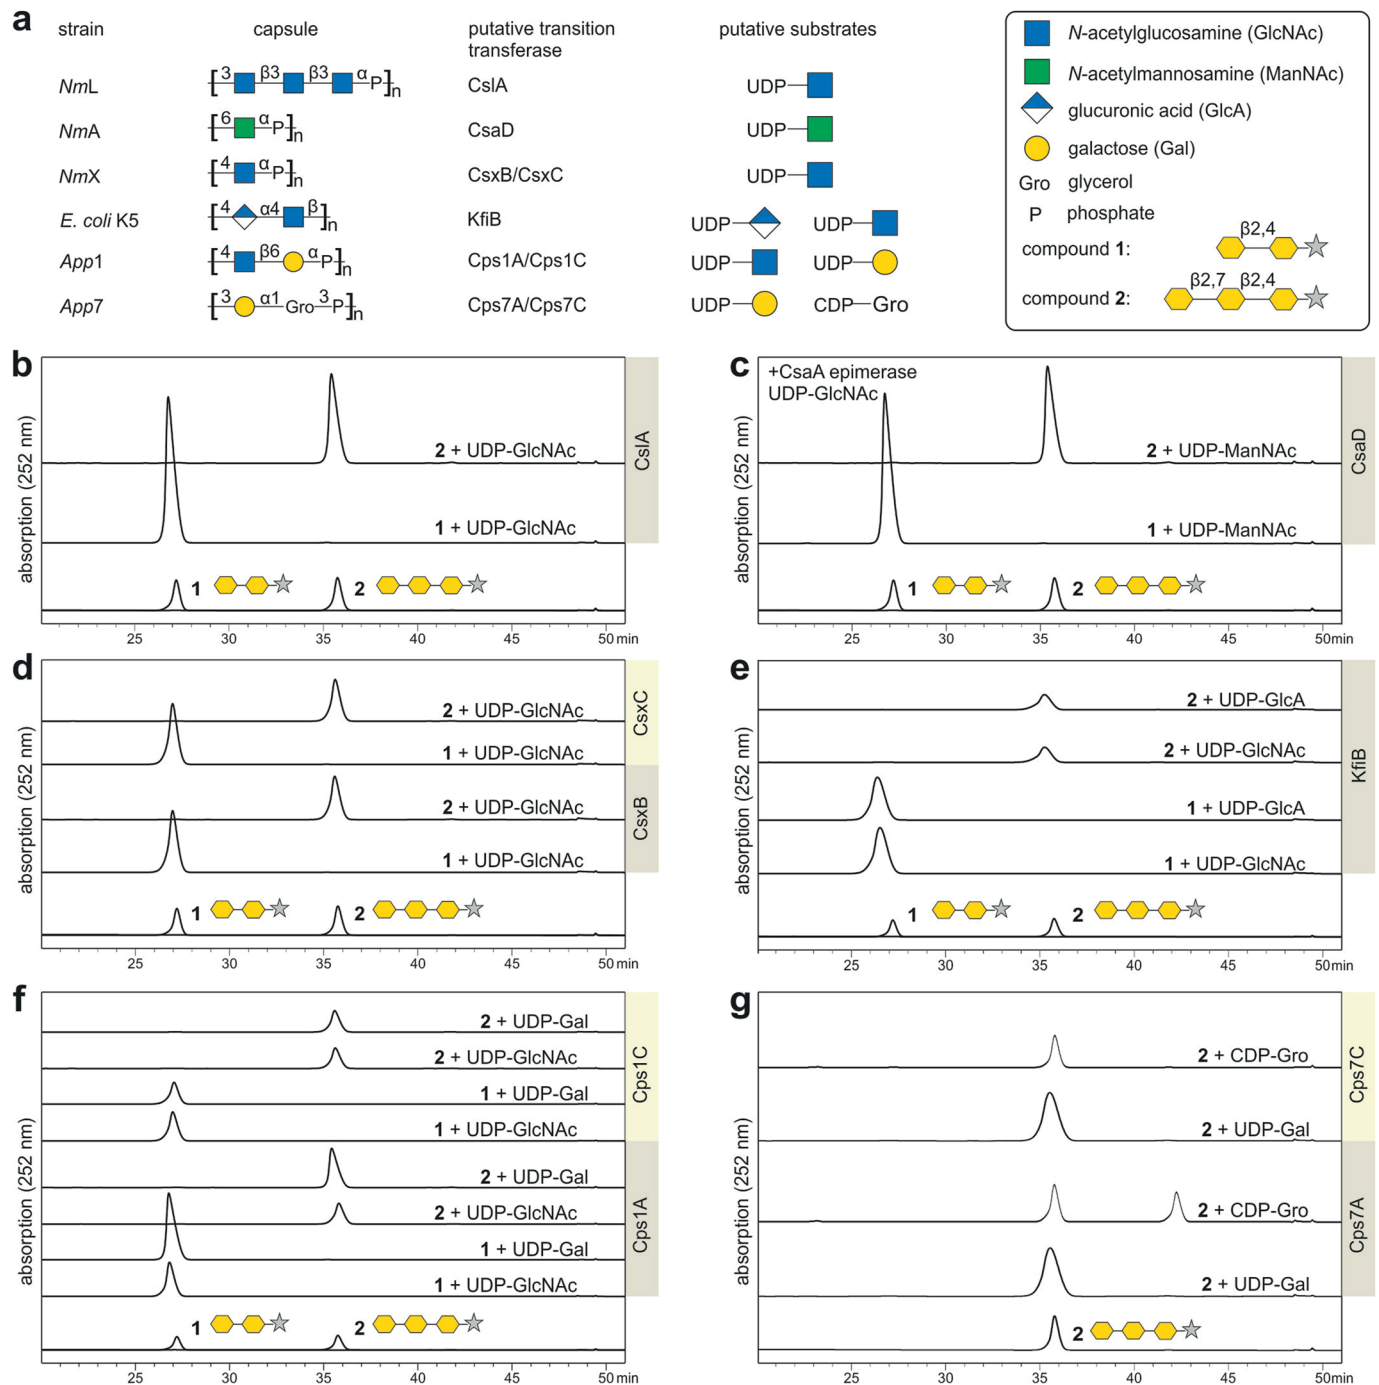 a
strain capsule putative transition transferase putative substrates
NmL [ 3 β3 β3 α P ]n CslA UDP
NmA [ 6 α P ]n CsaD UDP
NmX [ 4 α P ]n CsxB/CsxC UDP
E. coli K5 [ 4 α4 β ]n KfiB UDP UDP
App1 [ 4 β6 α P ]n Cps1A/Cps1C UDP UDP
App7 [ 3 α1 Gro 3 P ]n Cps7A/Cps7C UDP CDP Gro
N-acetylglucosamine (GlcNAc)
N-acetylmannosamine (ManNAc)
glucuronic acid (GlcA)
galactose (Gal)
Gro glycerol
P phosphate
compound 1: β2,4
compound 2: β2,7 β2,4
b
absorption (252 nm)
2 + UDP-GlcNAc
1 + UDP-GlcNAc
CslA
1 2
25 30 35 40 45 50 min
c
absorption (252 nm)
+CsaA epimerase
UDP-GlcNAc
2 + UDP-ManNAc
1 + UDP-ManNAc
CsaD
1 2
25 30 35 40 45 50 min
d
absorption (252 nm)
2 + UDP-GlcNAc
1 + UDP-GlcNAc
CsxC
2 + UDP-GlcNAc
1 + UDP-GlcNAc
CsxB
1 2
25 30 35 40 45 50 min
e
absorption (252 nm)
2 + UDP-GlcA
2 + UDP-GlcNAc
1 + UDP-GlcA
1 + UDP-GlcNAc
KfiB
1 2
25 30 35 40 45 50 min
f
absorption (252 nm)
2 + UDP-Gal
2 + UDP-GlcNAc
1 + UDP-Gal
1 + UDP-GlcNAc
Cps1C
2 + UDP-Gal
2 + UDP-GlcNAc
1 + UDP-Gal
1 + UDP-GlcNAc
Cps1A
1 2
25 30 35 40 45 50 min
g
absorption (252 nm)
2 + CDP-Gro
2 + UDP-Gal
Cps7C
2 + CDP-Gro
2 + UDP-Gal
Cps7A
2
25 30 35 40 45 50 min